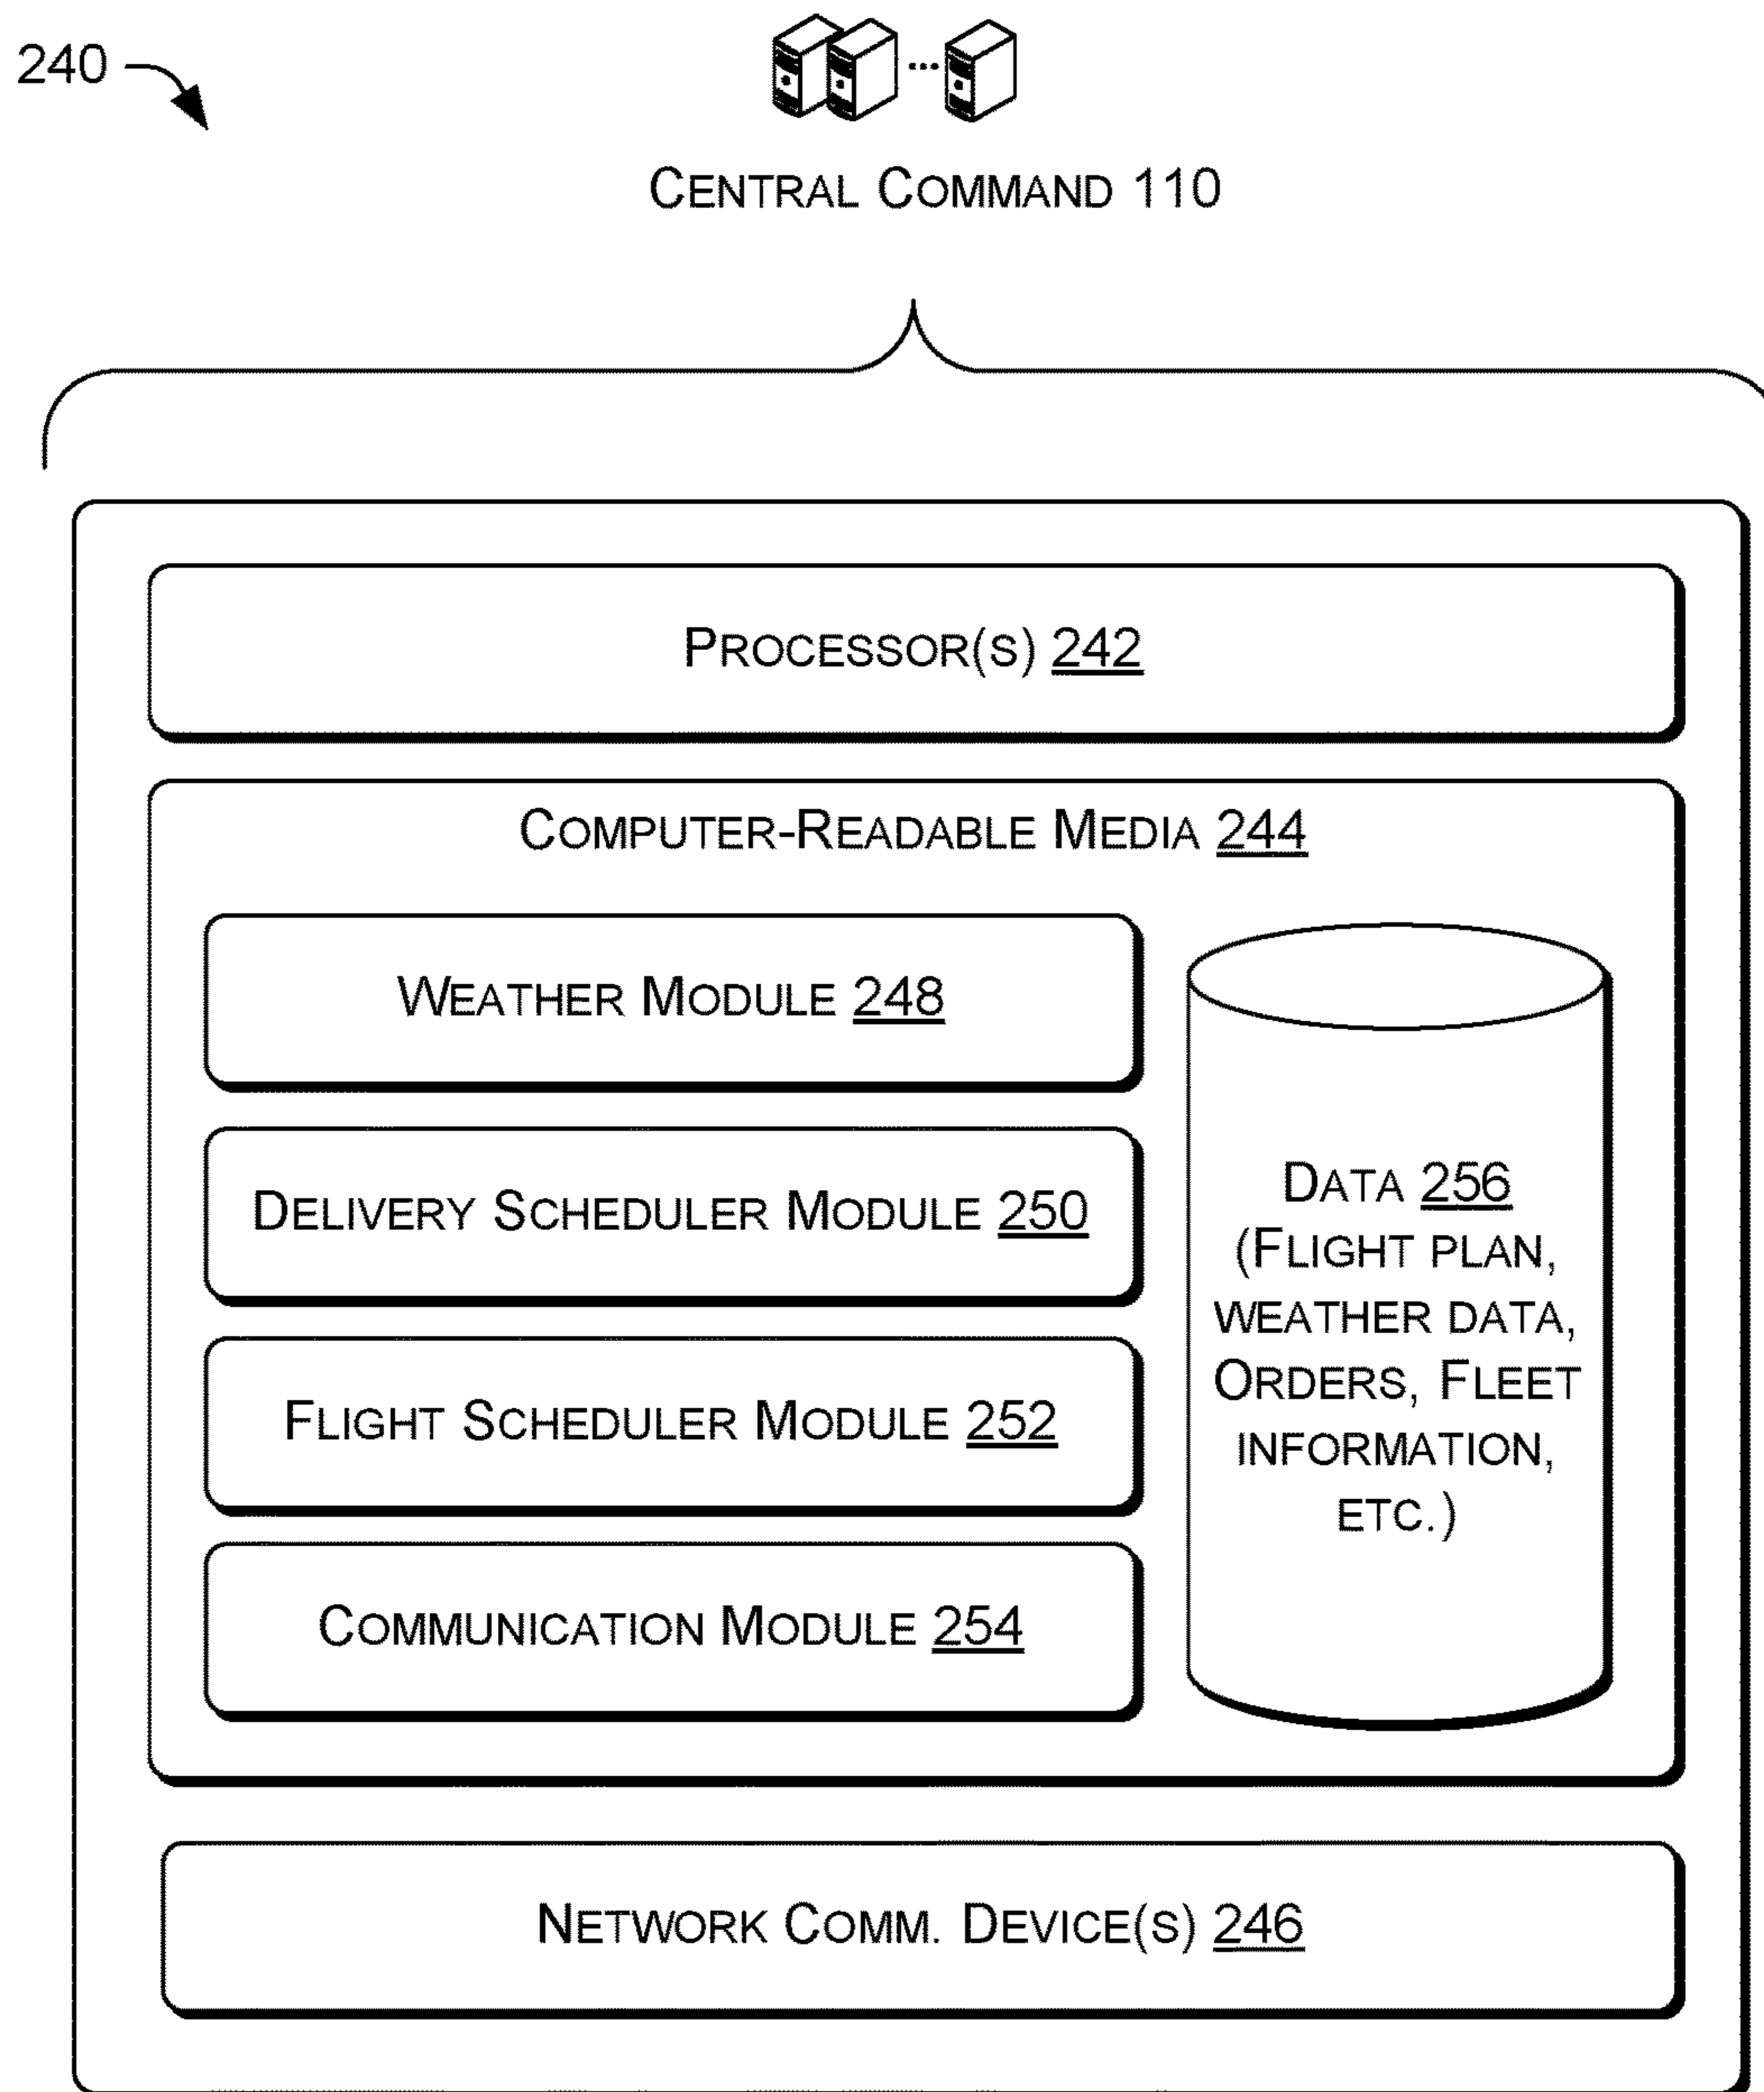 240
CENTRAL COMMAND 110
PROCESSOR(S) 242
COMPUTER-READABLE MEDIA 244
WEATHER MODULE 248
DELIVERY SCHEDULER MODULE 250
FLIGHT SCHEDULER MODULE 252
COMMUNICATION MODULE 254
DATA 256
(FLIGHT PLAN,
WEATHER DATA,
ORDERS, FLEET
INFORMATION,
ETC.)
NETWORK COMM. DEVICE(S) 246